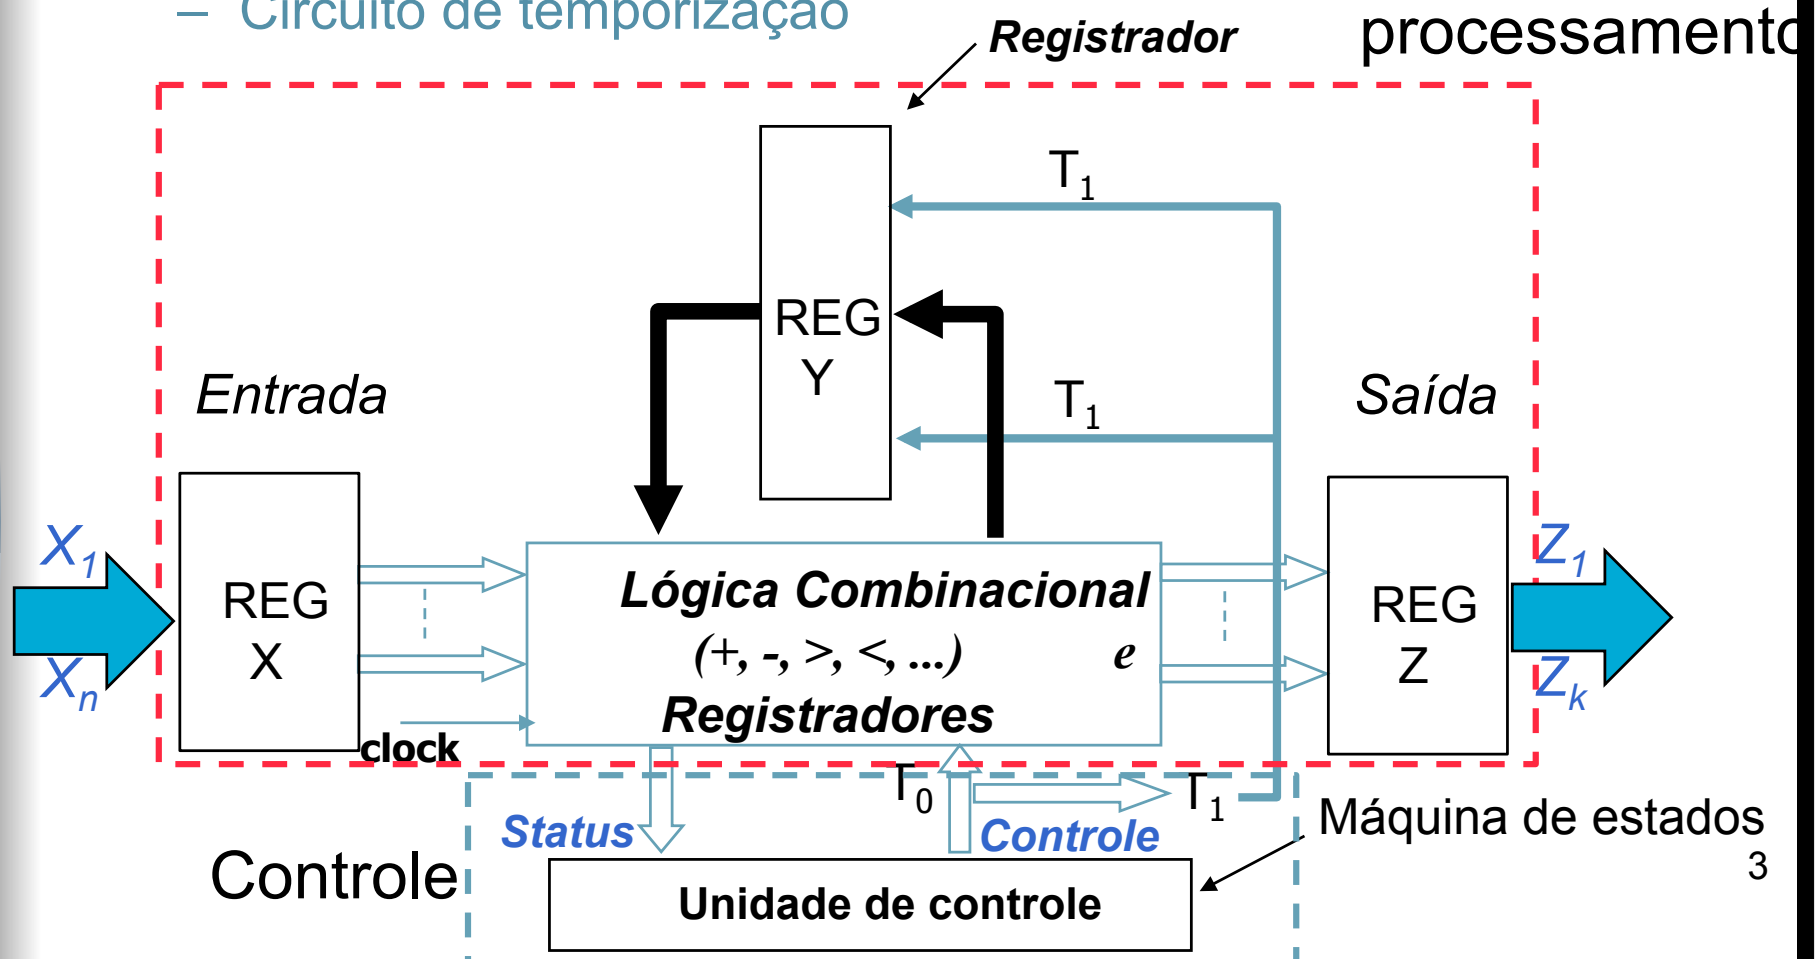 – Circuito de temporização
Registrador
processamento
T1
REG
Y
T1
Entrada
Saída
X1
Xn
REG
X
clock
Lógica Combinacional
(+, -, >, <, ...) e
Registradores
REG
Z
Z1
Zk
T0
T1
Status
Controle
Máquina de estados
3
Controle
Unidade de controle